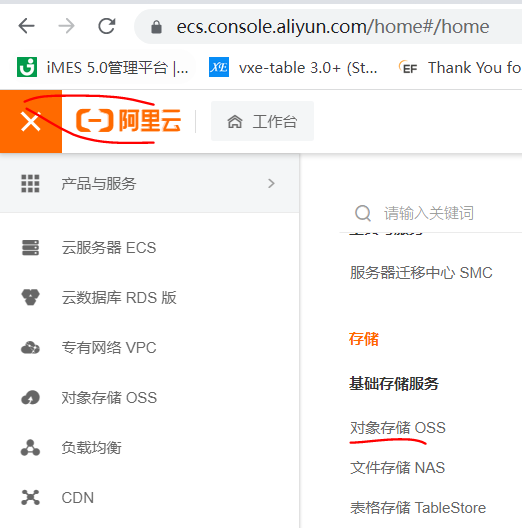 ecs.console.aliyun.com/home#/home
iMES 5.0管理平台 |...
vxe-table 3.0+ (St...
EF Thank You fo
阿里云
工作台
产品与服务
请输入关键词
云服务器 ECS
服务器迁移中心 SMC
云数据库 RDS 版
存储
专有网络 VPC
基础存储服务
对象存储 OSS
对象存储 OSS
负载均衡
文件存储 NAS
CDN
表格存储 TableStore